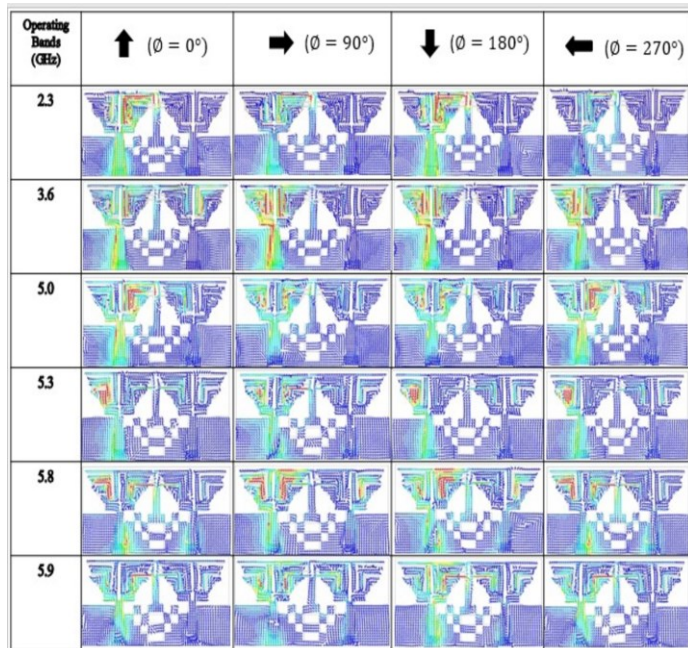 Operating
Bands
(GHz)
(Ø = 0°)
(Ø = 90°)
(Ø = 180°)
(Ø = 270°)
2.3
3.6
5.0
5.3
5.8
5.9